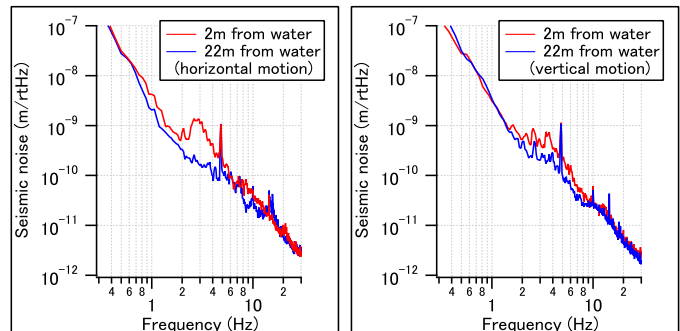 2m from water
22m from water
(horizontal motion)
Seismic noise (m/rtHz)
10-7
10-8
10-9
10-10
10-11
10-12
4 6 8 1 2 4 6 8 10 2
Frequency (Hz)
2m from water
22m from water
(vertical motion)
Seismic noise (m/rtHz)
10-7
10-8
10-9
10-10
10-11
10-12
4 6 8 1 2 4 6 8 10 2
Frequency (Hz)